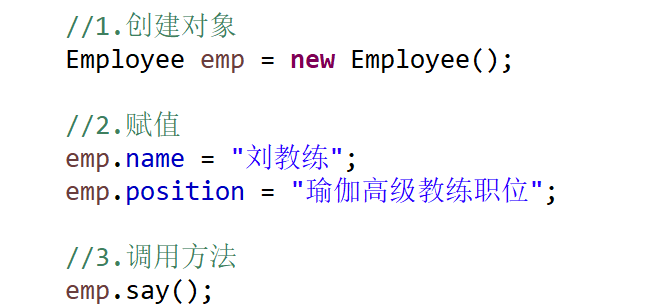 //1.创建对象
Employee emp = new Employee();
//2.赋值
emp.name = "刘教练";
emp.position = "瑜伽高级教练职位";
//3.调用方法
emp.say();